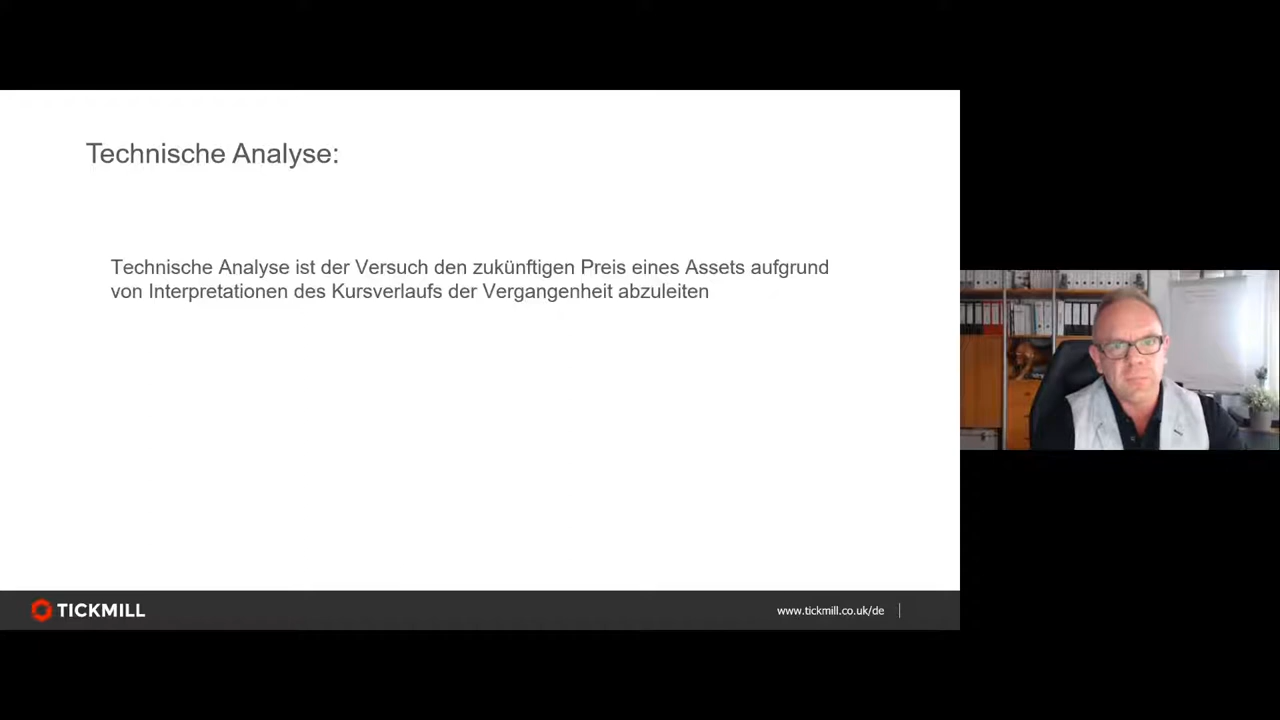 Technische Analyse:
Technische Analyse ist der Versuch den zukünftigen Preis eines Assets aufgrund
von Interpretationen des Kursverlaufs der Vergangenheit abzuleiten
TICKMILL
www.tickmill.co.uk/de